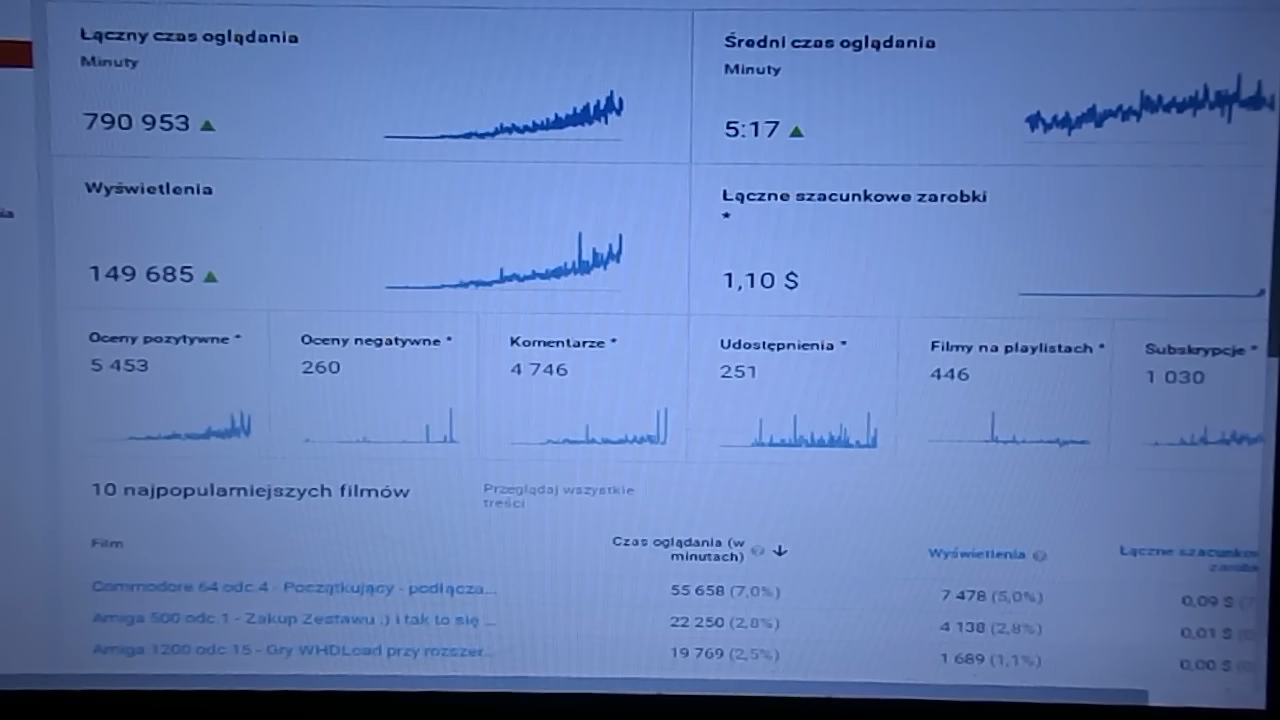 Łączny czas oglądania
Minuty
790 953
Średni czas oglądania
Minuty
5:17
Wyświetlenia
149 685
Łączne szacunkowe zarobki
*
1,10 $
Oceny pozytywne *
5 453
Oceny negatywne *
260
Komentarze *
4 746
Udostępnienia *
251
Filmy na playlistach *
446
Subskrypcje *
1 030
10 najpopularniejszych filmów
Przeglądaj wszystkie
treści
Film
Czas oglądania (w
minutach)
Wyświetlenia
Łączne szacunkow
zarobk
Commodore 64 odc.4 - Początkujący - podłącza...
55 658 (7,0%)
7 478 (5,0%)
0,09 $
Amiga 500 odc.1 - Zakup Zestawu :) i tak to się ...
22 250 (2,8%)
4 138 (2,8%)
0,01 $
Amiga 1200 odc 15 - Gry WHDLoad przy rozszer...
19 769 (2,5%)
1 689 (1,1%)
0,00 $